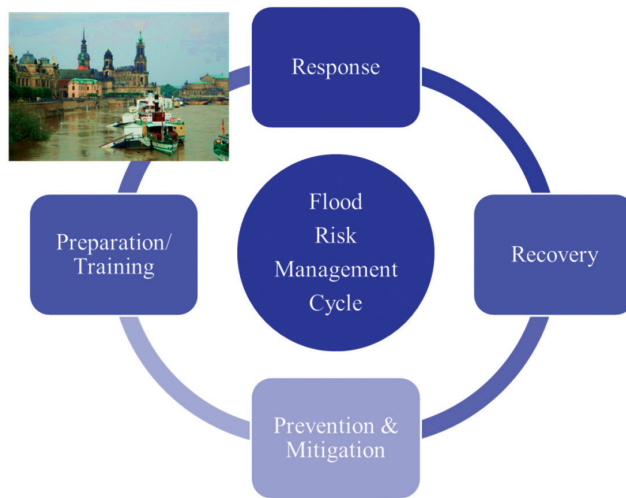 Response
Flood
Risk
Management
Cycle
Preparation/
Training
Recovery
Prevention &
Mitigation